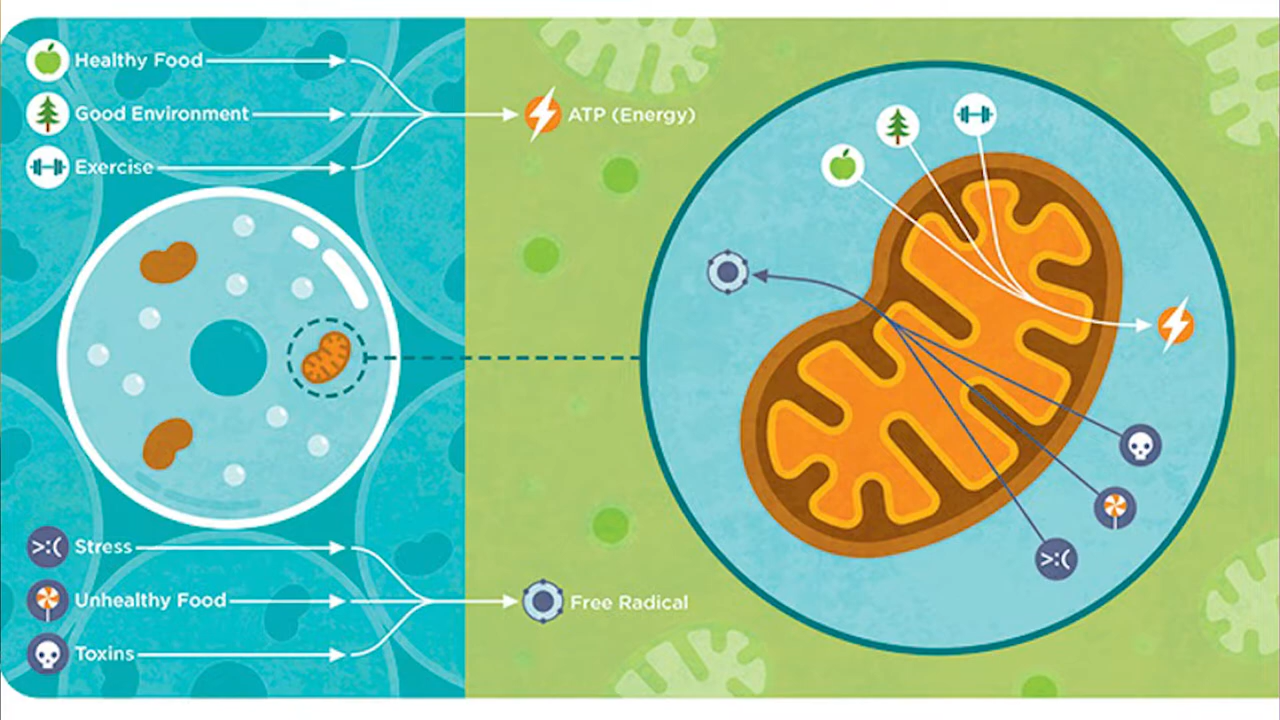 Healthy Food
Good Environment
Exercise
ATP (Energy)
>:(
Stress
Unhealthy Food
Toxins
Free Radical
>:(